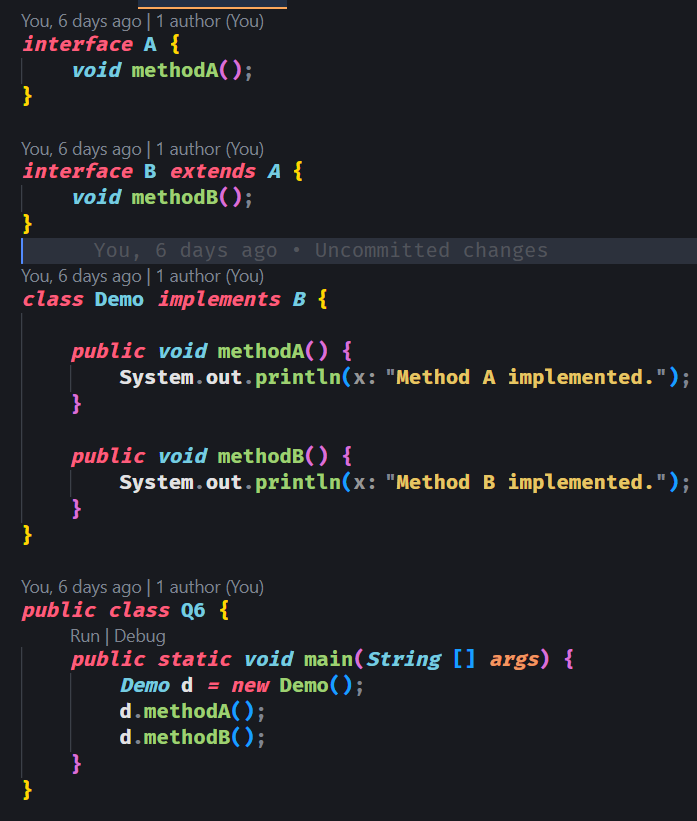 You, 6 days ago | 1 author (You)
interface A {
    void methodA();
}

You, 6 days ago | 1 author (You)
interface B extends A {
    void methodB();
}
You, 6 days ago • Uncommitted changes
You, 6 days ago | 1 author (You)
class Demo implements B {

    public void methodA() {
        System.out.println(x: "Method A implemented.");
    }

    public void methodB() {
        System.out.println(x: "Method B implemented.");
    }
}

You, 6 days ago | 1 author (You)
public class Q6 {
    Run | Debug
    public static void main(String [] args) {
        Demo d = new Demo();
        d.methodA();
        d.methodB();
    }
}